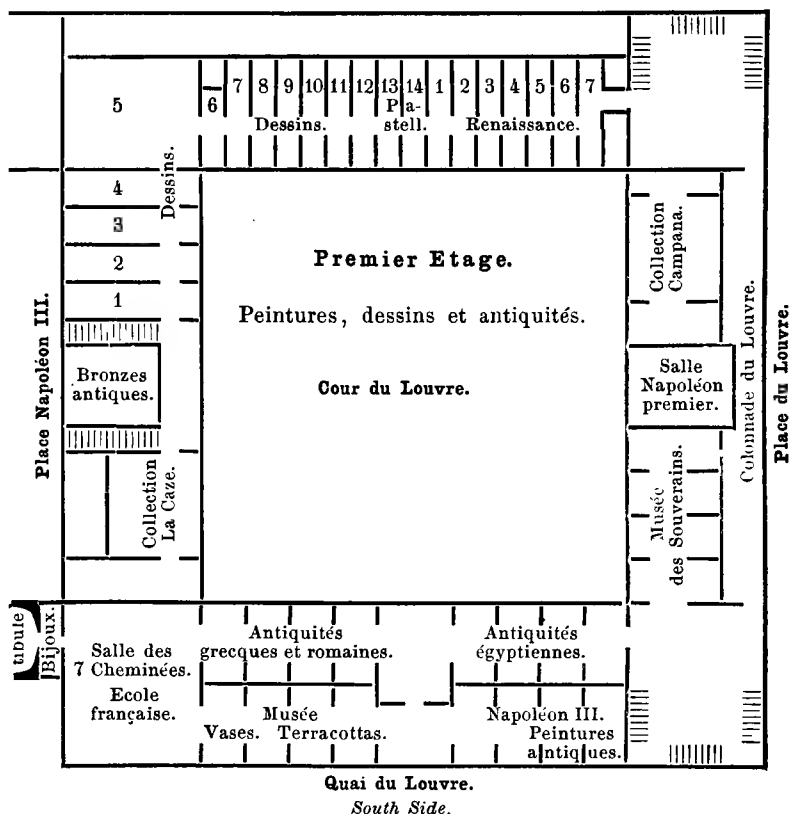 5
6
7 8 9 10 11 12 13 14 1 2 3 4 5 6 7
Dessins.
Pla-
stell.
Renaissance.
Dessins.
4
3
2
1
Place Napoléon III.
Bronzes
antiques.
Collection
La Caze.
Premier Etage.
Peintures, dessins et antiquités.
Cour du Louvre.
Collection
Campana.
Salle
Napoléon
premier.
Musée
des Souverains.
Colonnade du Louvre.
Place du Louvre.
tibule
Bijoux.
Salle des
7 Cheminées.
Ecole
française.
Antiquités
grecques et romaines.
Antiquités
égyptiennes.
Musée
Vases. Terracottas.
Napoléon III.
Peintures
antiques.
Quai du Louvre.
South Side.